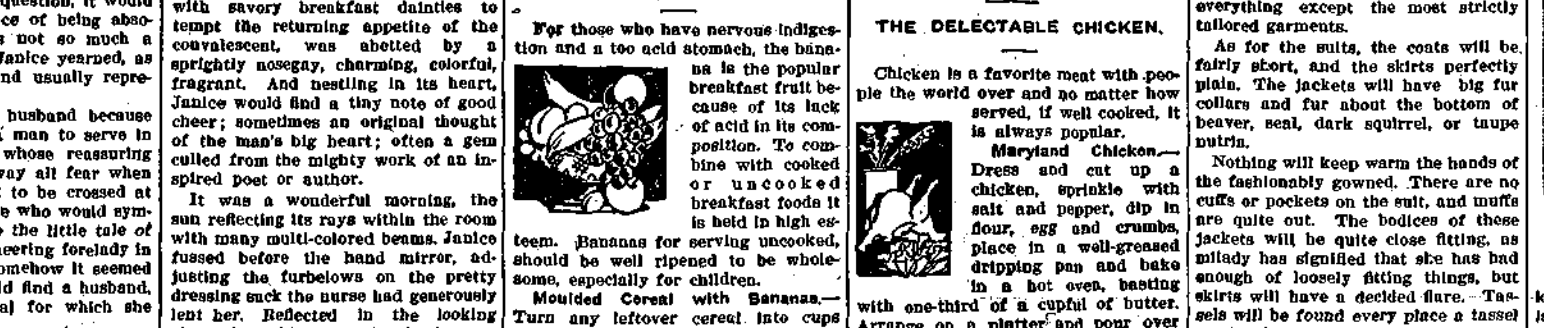 question, it would
ce of being abso-
s not so much a
Janice yearned, as
nd usually repre-
husband because
man to serve in
whose reassuring
way all fear when
to be crossed at
e who would sym-
the little tale of
neering forelady in
omehow it seemed
ld find a husband,
al for which she
with savory breakfast dainties to
tempt the returning appetite of the
convalescent, was abetted by a
sprightly nosegay, charming, colorful,
fragrant. And nestling in its heart,
Janice would find a tiny note of good
cheer; sometimes an original thought
of the man's big heart; often a gem
culled from the mighty work of an in-
spired poet or author.
It was a wonderful morning, the
sun reflecting its rays within the room
with many multi-colored beams. Janice
fussed before the hand mirror, ad-
justing the furbelows on the pretty
dressing sack the nurse had generously
lent her. Reflected in the looking
For those who have nervous indiges-
tion and a too acid stomach, the bana-
na is the popular
breakfast fruit be-
cause of its lack
of acid in its com-
position. To com-
bine with cooked
or uncooked
breakfast foods it
is held in high es-
teem. Bananas for serving uncooked,
should be well ripened to be whole-
some, especially for children.
Moulded Cereal with Bananas.—
Turn any leftover cereal into cups
THE DELECTABLE CHICKEN.
Chicken is a favorite meat with peo-
ple the world over and no matter how
served, if well cooked, it
is always popular.
Maryland Chicken.—
Dress and cut up a
chicken, sprinkle with
salt and pepper, dip in
flour, egg and crumbs,
place in a well-greased
dripping pan and bake
in a hot oven, basting
with one-third of a cupful of butter.
Arrange on a platter and pour over
everything except the most strictly
tailored garments.
As for the suits, the coats will be
fairly short, and the skirts perfectly
plain. The jackets will have big fur
collars and fur about the bottom of
beaver, seal, dark squirrel, or taupe
nutria.
Nothing will keep warm the hands of
the fashionably gowned. There are no
cuffs or pockets on the suit, and muffs
are quite out. The bodices of these
jackets will be quite close fitting, as
milady has signified that she has had
enough of loosely fitting things, but
skirts will have a decided flare. Tas-
sels will be found every place a tassel